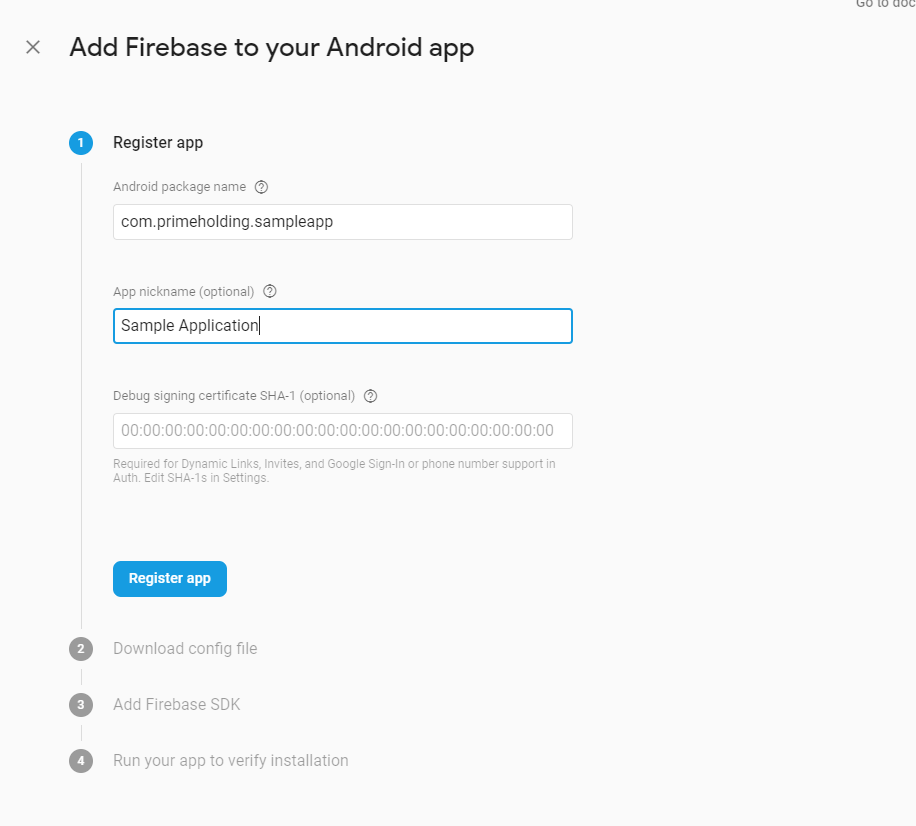 Go to doc
Add Firebase to your Android app
1 Register app
Android package name
com.primeholding.sampleapp
App nickname (optional)
Sample Application
Debug signing certificate SHA-1 (optional)
00:00:00:00:00:00:00:00:00:00:00:00:00:00:00:00:00:00:00:00
Required for Dynamic Links, Invites, and Google Sign-In or phone number support in
Auth. Edit SHA-1s in Settings.
Register app
2 Download config file
3 Add Firebase SDK
4 Run your app to verify installation